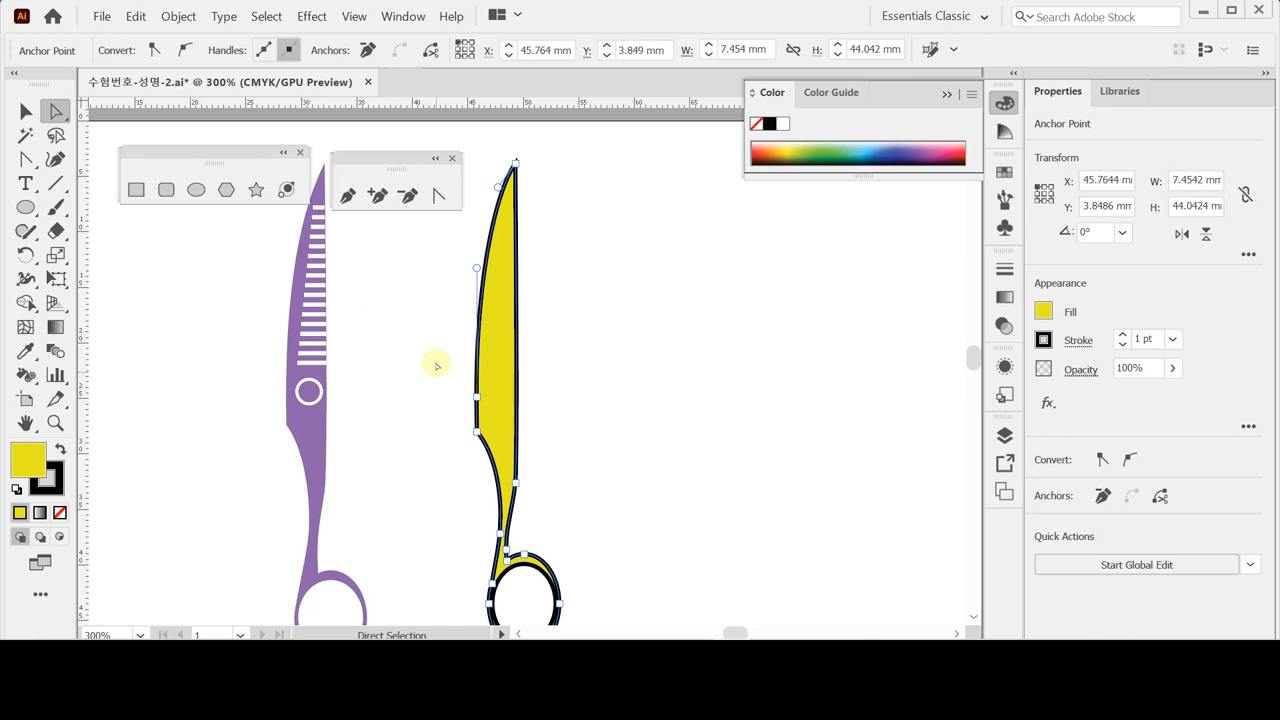 Ai File Edit Object Type Select Effect View Window Help Essentials Classic Search Adobe Stock
Anchor Point Convert: Handles: Anchors: X: 45.764 mm Y: 3.849 mm W: 7.454 mm H: 44.042 mm
수험번호-성명-2.ai* @ 300% (CMYK/GPU Preview)
Color Color Guide
Properties Libraries
Anchor Point
Transform
X: 45.7644 mm W: 7.4542 mm
Y: 3.8486 mm H: 44.0424 m
0°
Appearance
Fill
Stroke 1 pt
Opacity 100%
fx.
Convert:
Anchors:
Quick Actions
Start Global Edit
300% 1 Direct Selection